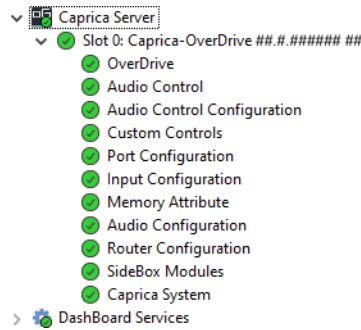 Caprica Server
Slot 0: Caprica-OverDrive ##.#.###### ##
OverDrive
Audio Control
Audio Control Configuration
Custom Controls
Port Configuration
Input Configuration
Memory Attribute
Audio Configuration
Router Configuration
SideBox Modules
Caprica System
DashBoard Services